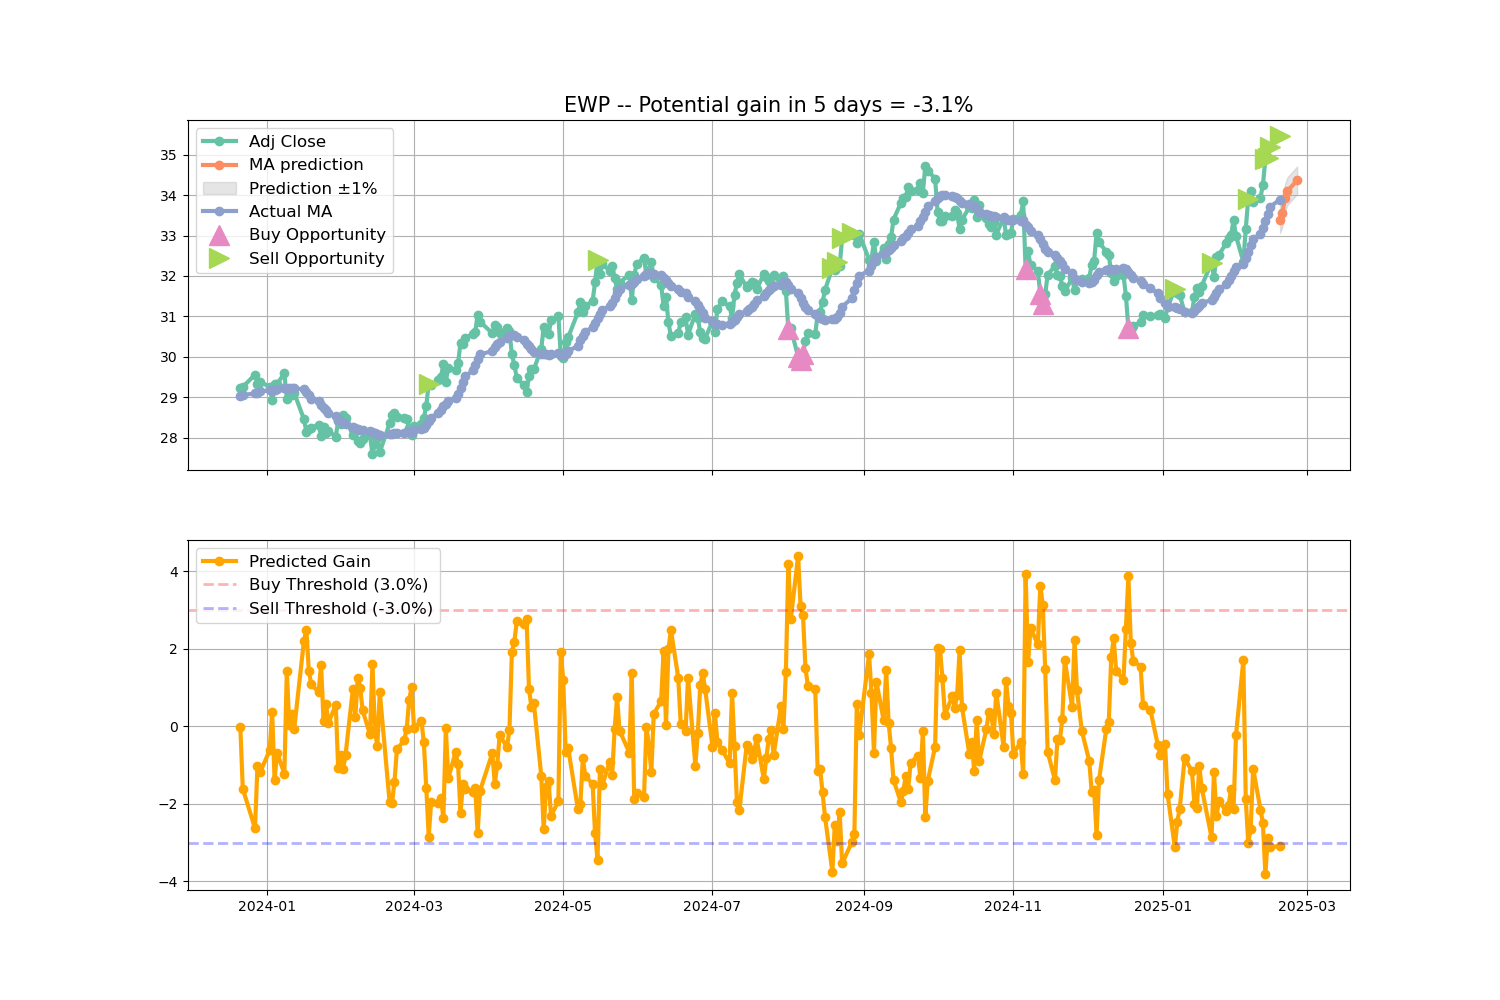 EWP -- Potential gain in 5 days = -3.1%
Adj Close
MA prediction
Prediction ±1%
Actual MA
Buy Opportunity
Sell Opportunity
35
34
33
32
31
30
29
28
Predicted Gain
Buy Threshold (3.0%)
Sell Threshold (-3.0%)
4
2
0
−2
−4
2024-01 2024-03 2024-05 2024-07 2024-09 2024-11 2025-01 2025-03